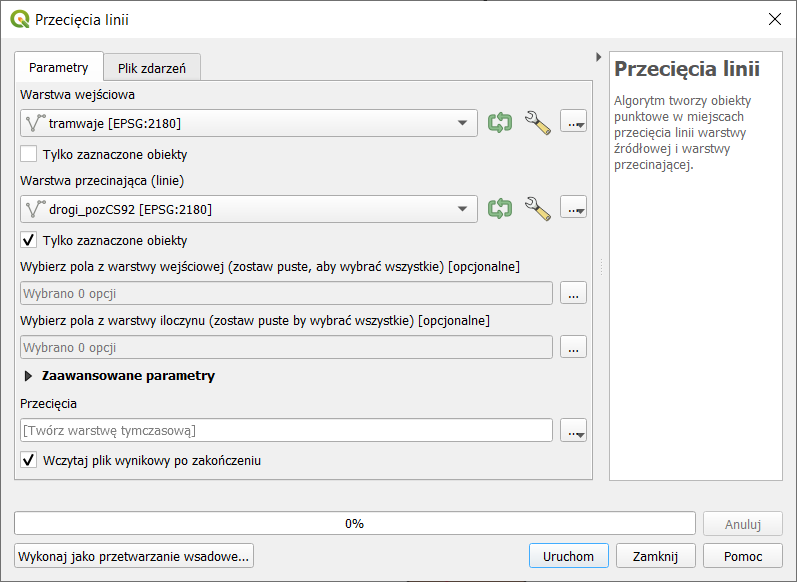 Przecięcia linii
Parametry
Plik zdarzeń
Warstwa wejściowa
tramwaje [EPSG:2180]
...
Tylko zaznaczone obiekty
Warstwa przecinająca (linie)
drogi_pozCS92 [EPSG:2180]
...
Tylko zaznaczone obiekty
Wybierz pola z warstwy wejściowej (zostaw puste, aby wybrać wszystkie) [opcjonalne]
Wybrano 0 opcji
...
Wybierz pola z warstwy iloczynu (zostaw puste by wybrać wszystkie) [opcjonalne]
Wybrano 0 opcji
...
Zaawansowane parametry
Przecięcia
[Twórz warstwę tymczasową]
...
Wczytaj plik wynikowy po zakończeniu
Przecięcia linii
Algorytm tworzy obiekty
punktowe w miejscach
przecięcia linii warstwy
źródłowej i warstwy
przecinającej.
0%
Anuluj
Wykonaj jako przetwarzanie wsadowe...
Uruchom
Zamknij
Pomoc